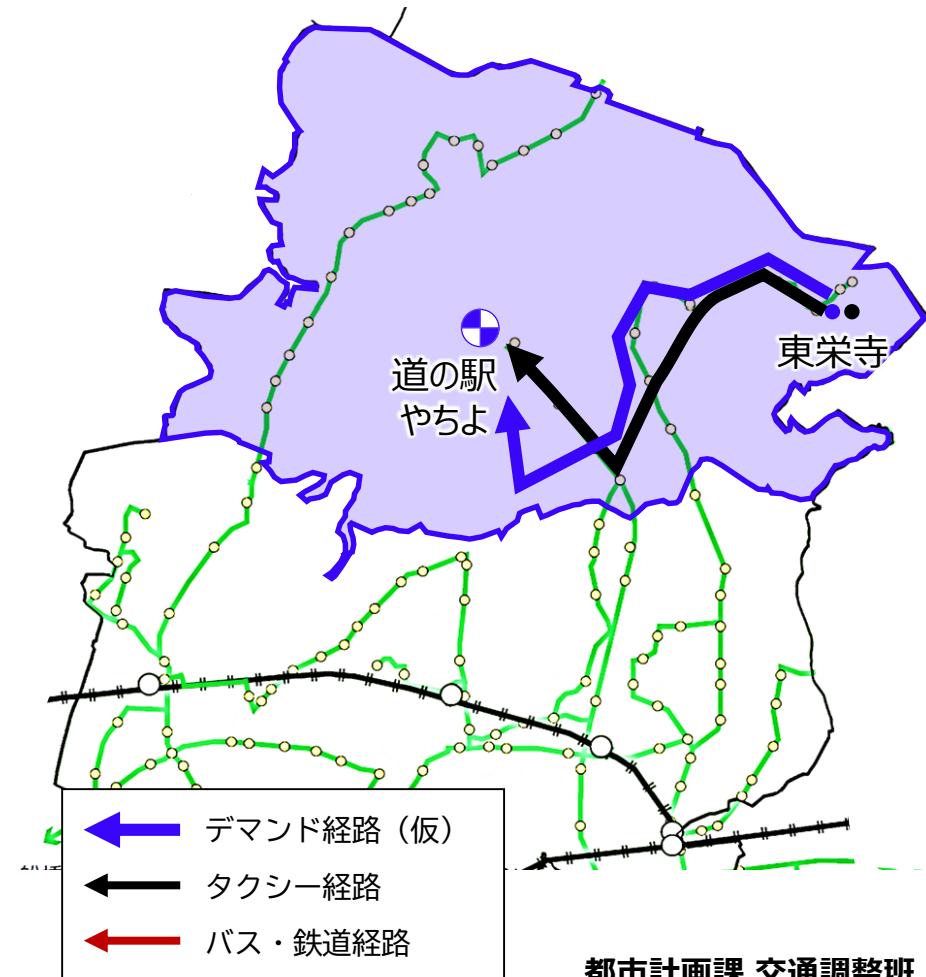 東栄寺
道の駅
やちよ
デマンド経路（仮）
タクシー経路
バス・鉄道経路
都市計画課 交通調整班